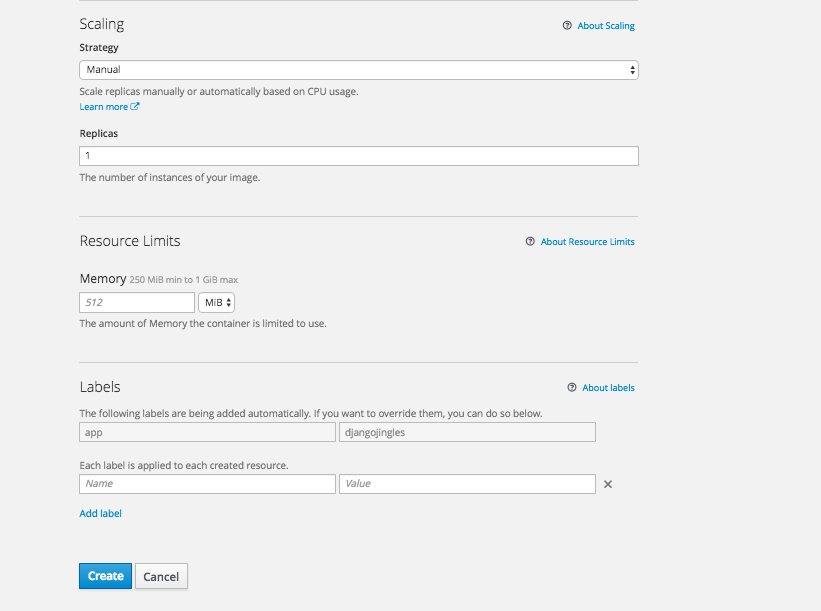 Scaling
About Scaling
Strategy
Manual
Scale replicas manually or automatically based on CPU usage.
Learn more
Replicas
1
The number of instances of your image.
Resource Limits
About Resource Limits
Memory 250 MiB min to 1 GiB max
512 MiB
The amount of Memory the container is limited to use.
Labels
About labels
The following labels are being added automatically. If you want to override them, you can do so below.
app djangojingles
Each label is applied to each created resource.
Name Value
Add label
Create Cancel